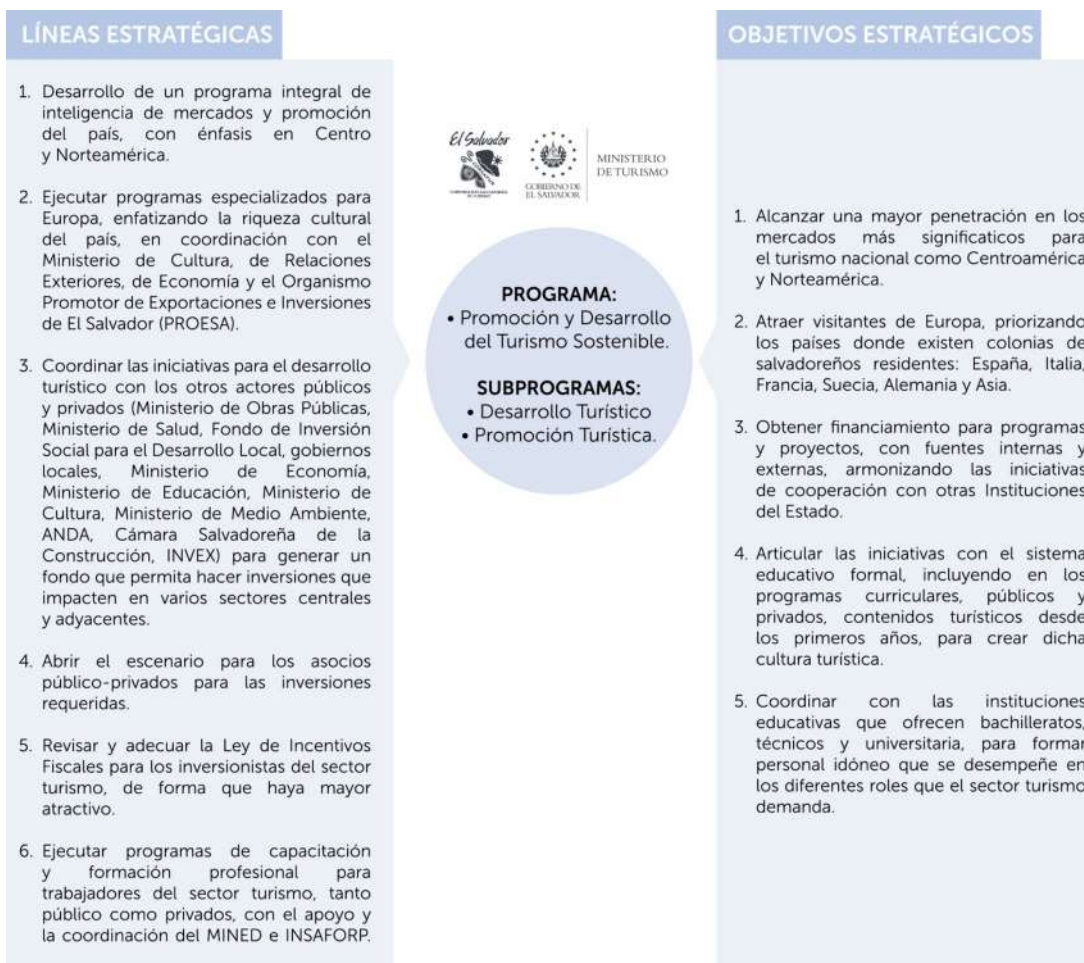 LÍNEAS ESTRATÉGICAS
1. Desarrollo de un programa integral de
inteligencia de mercados y promoción
del país, con énfasis en Centro
y Norteamérica.
2. Ejecutar programas especializados para
Europa, enfatizando la riqueza cultural
del país, en coordinación con el
Ministerio de Cultura, de Relaciones
Exteriores, de Economía y el Organismo
Promotor de Exportaciones e Inversiones
de El Salvador (PROESA).
3. Coordinar las iniciativas para el desarrollo
turístico con los otros actores públicos
y privados (Ministerio de Obras Públicas,
Ministerio de Salud, Fondo de Inversión
Social para el Desarrollo Local, gobiernos
locales, Ministerio de Economía,
Ministerio de Educación, Ministerio de
Cultura, Ministerio de Medio Ambiente,
ANDA, Cámara Salvadoreña de la
Construcción, INVEX) para generar un
fondo que permita hacer inversiones que
impacten en varios sectores centrales
y adyacentes.
4. Abrir el escenario para los asocios
público-privados para las inversiones
requeridas.
5. Revisar y adecuar la Ley de Incentivos
Fiscales para los inversionistas del sector
turismo, de forma que haya mayor
atractivo.
6. Ejecutar programas de capacitación
y formación profesional para
trabajadores del sector turismo, tanto
público como privados, con el apoyo y
la coordinación del MINED e INSAFORP.
El Salvador
GOBIERNO DE
EL SALVADOR
MINISTERIO
DE TURISMO
PROGRAMA:
• Promoción y Desarrollo
del Turismo Sostenible.
SUBPROGRAMAS:
• Desarrollo Turístico
• Promoción Turística.
OBJETIVOS ESTRATÉGICOS
1. Alcanzar una mayor penetración en los
mercados más significaticos para
el turismo nacional como Centroamérica
y Norteamérica.
2. Atraer visitantes de Europa, priorizando
los países donde existen colonias de
salvadoreños residentes: España, Italia,
Francia, Suecia, Alemania y Asia.
3. Obtener financiamiento para programas
y proyectos, con fuentes internas y
externas, armonizando las iniciativas
de cooperación con otras Instituciones
del Estado.
4. Articular las iniciativas con el sistema
educativo formal, incluyendo en los
programas curriculares, públicos y
privados, contenidos turísticos desde
los primeros años, para crear dicha
cultura turística.
5. Coordinar con las instituciones
educativas que ofrecen bachilleratos,
técnicos y universitaria, para formar
personal idóneo que se desempeñe en
los diferentes roles que el sector turismo
demanda.